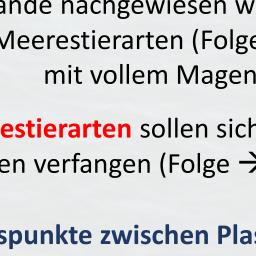 ande nachgewiesen w
Meerestierarten (Folge
mit vollem Magen
estierarten sollen sich
en verfangen (Folge →
spunkte zwischen Plas